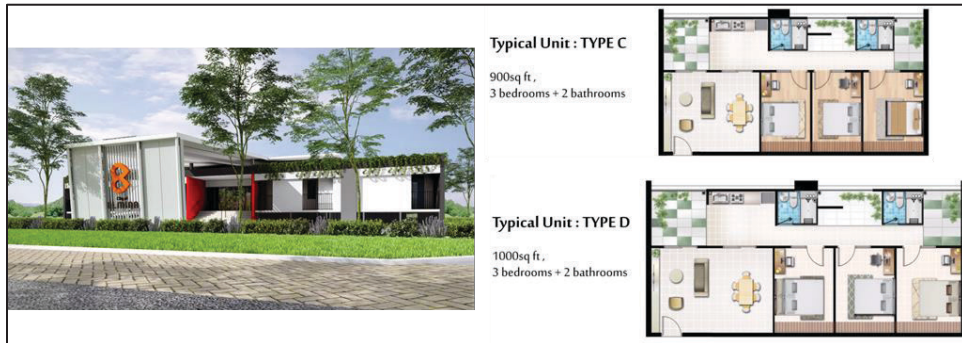 Typical Unit : TYPE C
900sq ft ,
3 bedrooms + 2 bathrooms
Typical Unit : TYPE D
1000sq ft ,
3 bedrooms + 2 bathrooms